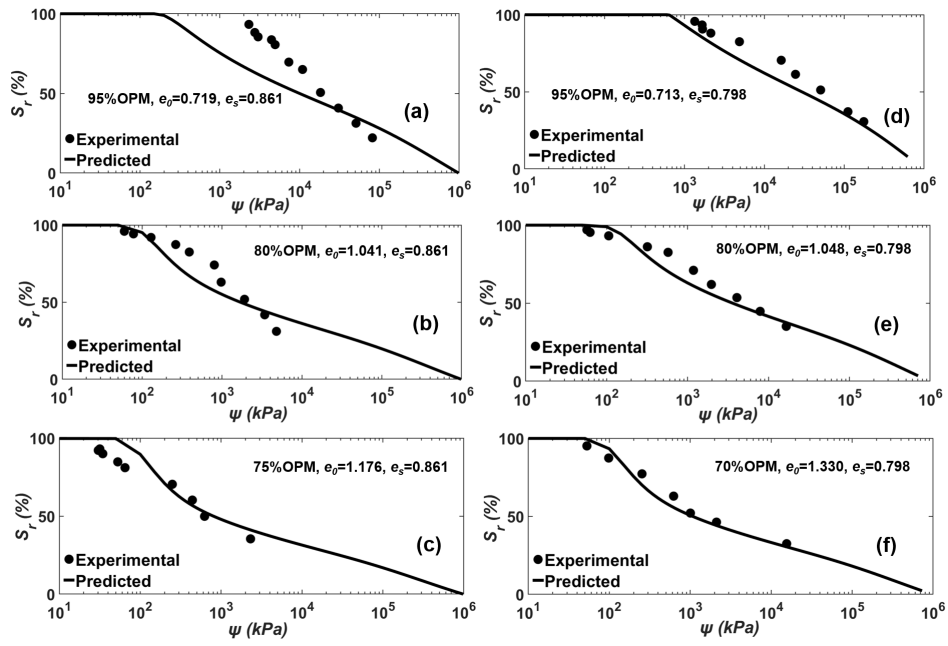 100
50
0
S_r (%)
95%OPM, e_0=0.719, e_s=0.861
(a)
Experimental
Predicted
10^1 10^2 10^3 10^4 10^5 10^6
ψ (kPa)
100
50
0
S_r (%)
95%OPM, e_0=0.713, e_s=0.798
(d)
Experimental
Predicted
10^1 10^2 10^3 10^4 10^5 10^6
ψ (kPa)
100
50
0
S_r (%)
80%OPM, e_0=1.041, e_s=0.861
(b)
Experimental
Predicted
10^1 10^2 10^3 10^4 10^5 10^6
ψ (kPa)
100
50
0
S_r (%)
80%OPM, e_0=1.048, e_s=0.798
(e)
Experimental
Predicted
10^1 10^2 10^3 10^4 10^5 10^6
ψ (kPa)
100
50
0
S_r (%)
75%OPM, e_0=1.176, e_s=0.861
(c)
Experimental
Predicted
10^1 10^2 10^3 10^4 10^5 10^6
ψ (kPa)
100
50
0
S_r (%)
70%OPM, e_0=1.330, e_s=0.798
(f)
Experimental
Predicted
10^1 10^2 10^3 10^4 10^5 10^6
ψ (kPa)